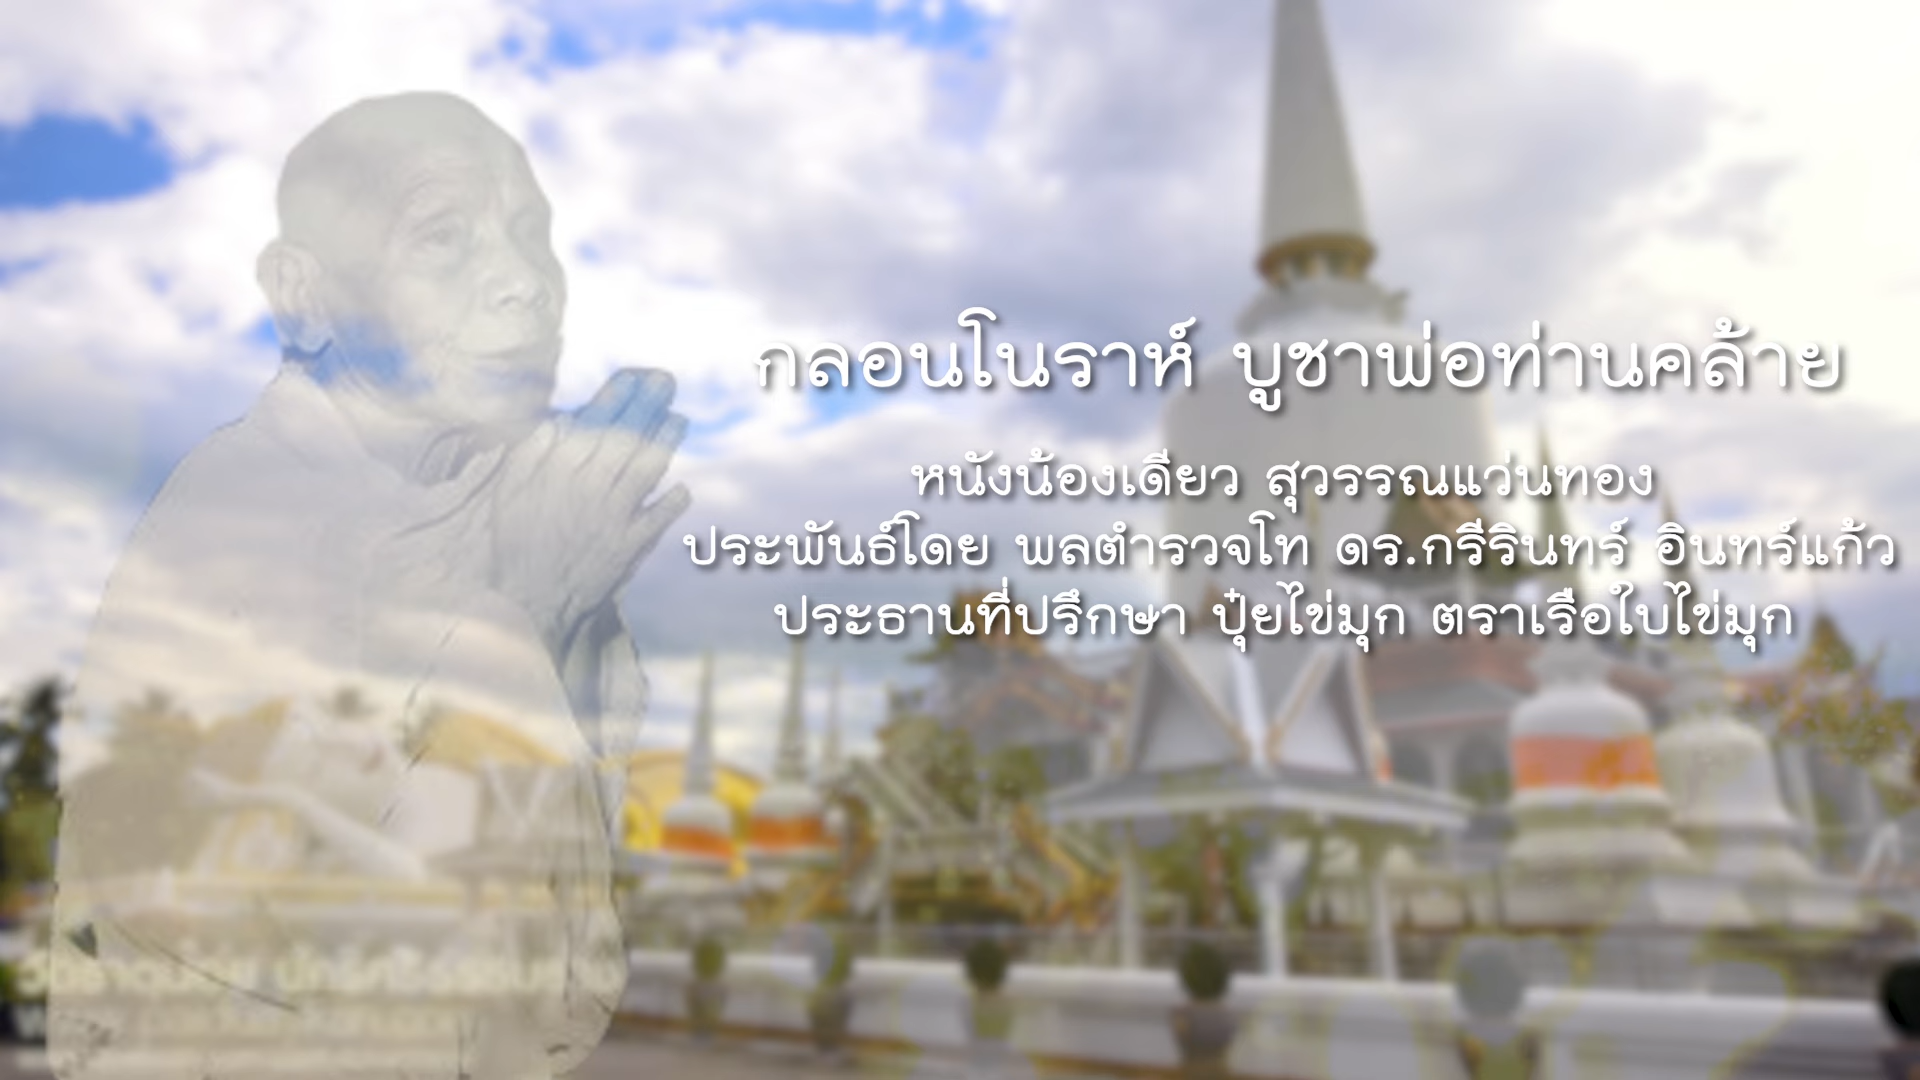 กลอนโนราห์ บูชาพ่อท่านคล้าย
หนังน้องเดียว สุวรรณแว่นทอง
ประพันธ์โดย พลตำรวจโท ดร.กรีรินทร์ อินทร์แก้ว
ประธานที่ปรึกษา ปุ๋ยไข่มุก ตราเรือใบไข่มุก